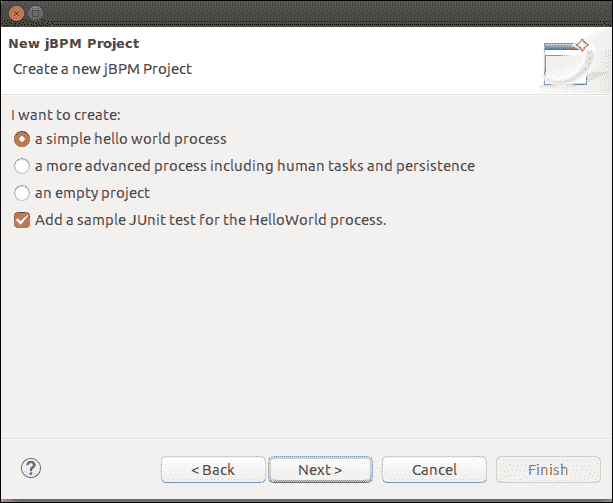 New jBPM Project
Create a new jBPM Project
I want to create:
a simple hello world process
a more advanced process including human tasks and persistence
an empty project
Add a sample JUnit test for the HelloWorld process.
?
< Back
Next >
Cancel
Finish